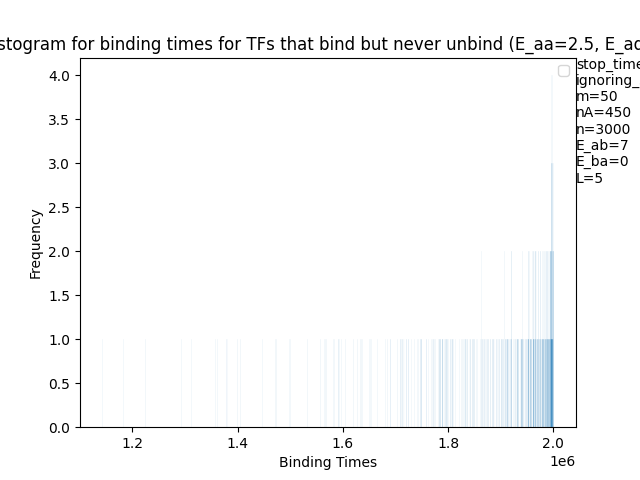 stogram for binding times for TFs that bind but never unbind (E_aa=2.5, E_ad
stop_time
ignoring_
m=50
nA=450
n=3000
E_ab=7
E_ba=0
L=5
4.0
3.5
3.0
2.5
2.0
1.5
1.0
0.5
0.0
Frequency
1.2 1.4 1.6 1.8 2.0
1e6
Binding Times